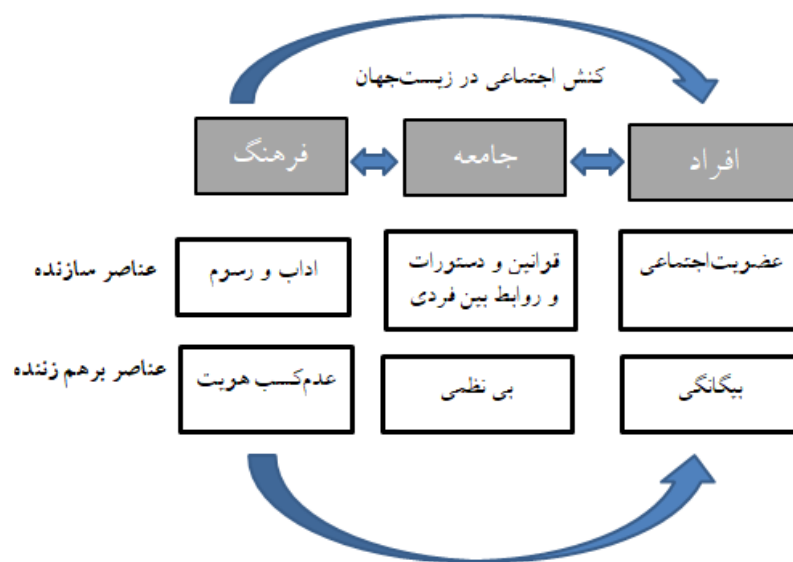 کنش اجتماعی در زیست‌جهان
افراد
جامعه
فرهنگ
عضویت‌اجتماعی
قوانین و دستورات
و روابط بین فردی
اداب و رسوم
عناصر سازنده
بیگانگی
بی نظمی
عدم‌کسب هویت
عناصر برهم زننده